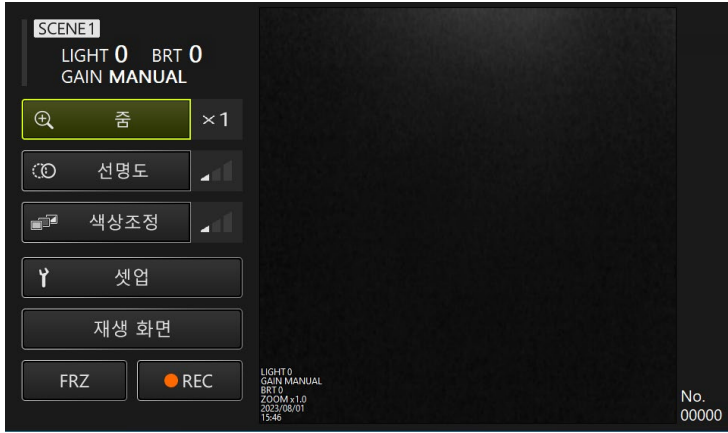 SCENE1
LIGHT 0 BRT 0
GAIN MANUAL
줌 ×1
선명도
색상조정
셋업
재생 화면
FRZ REC
LIGHT 0
GAIN MANUAL
BRT 0
ZOOM x1.0
2023/08/01
15:46
No.
00000